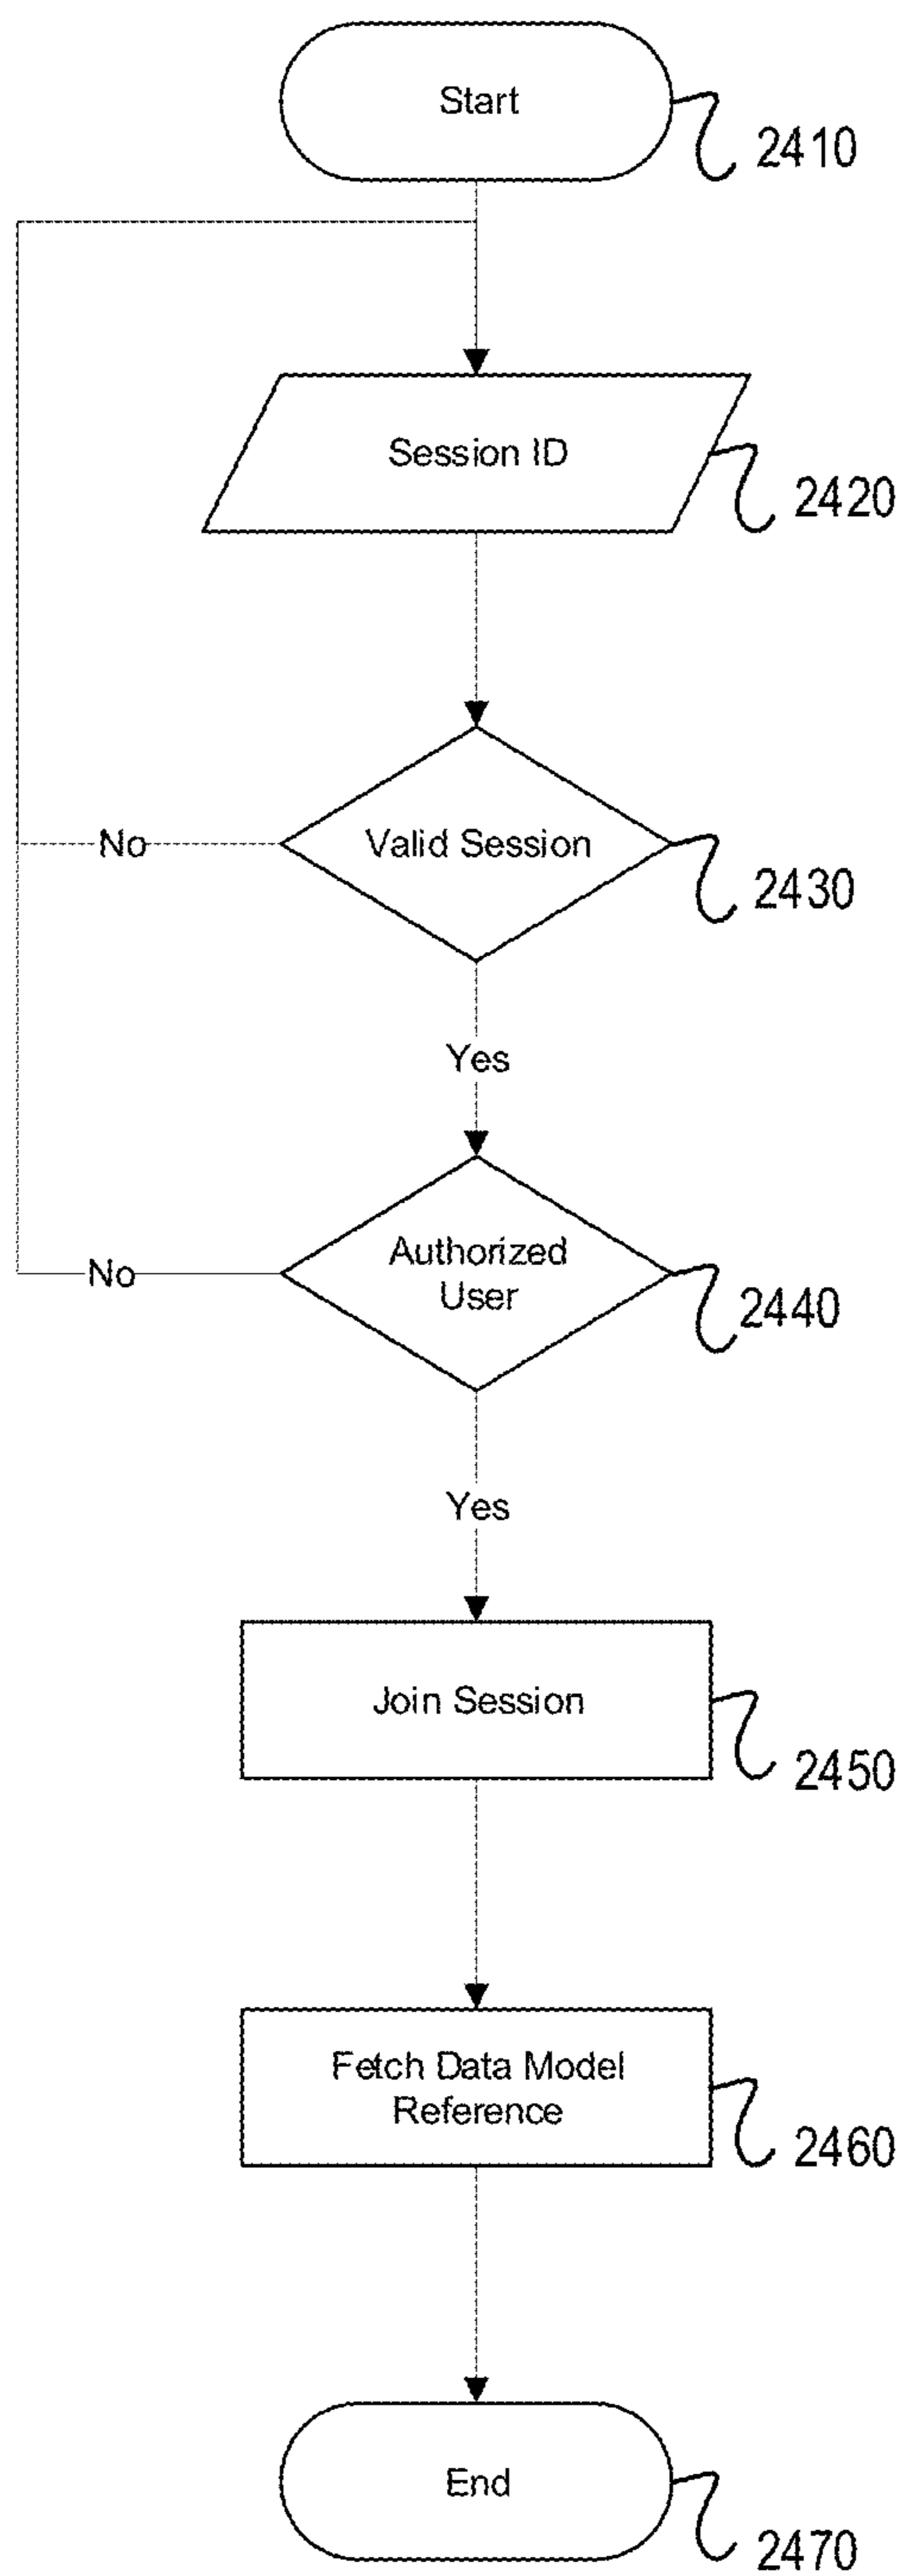 Start
2410
Session ID
2420
No
Valid Session
2430
Yes
No
Authorized
User
2440
Yes
Join Session
2450
Fetch Data Model
Reference
2460
End
2470